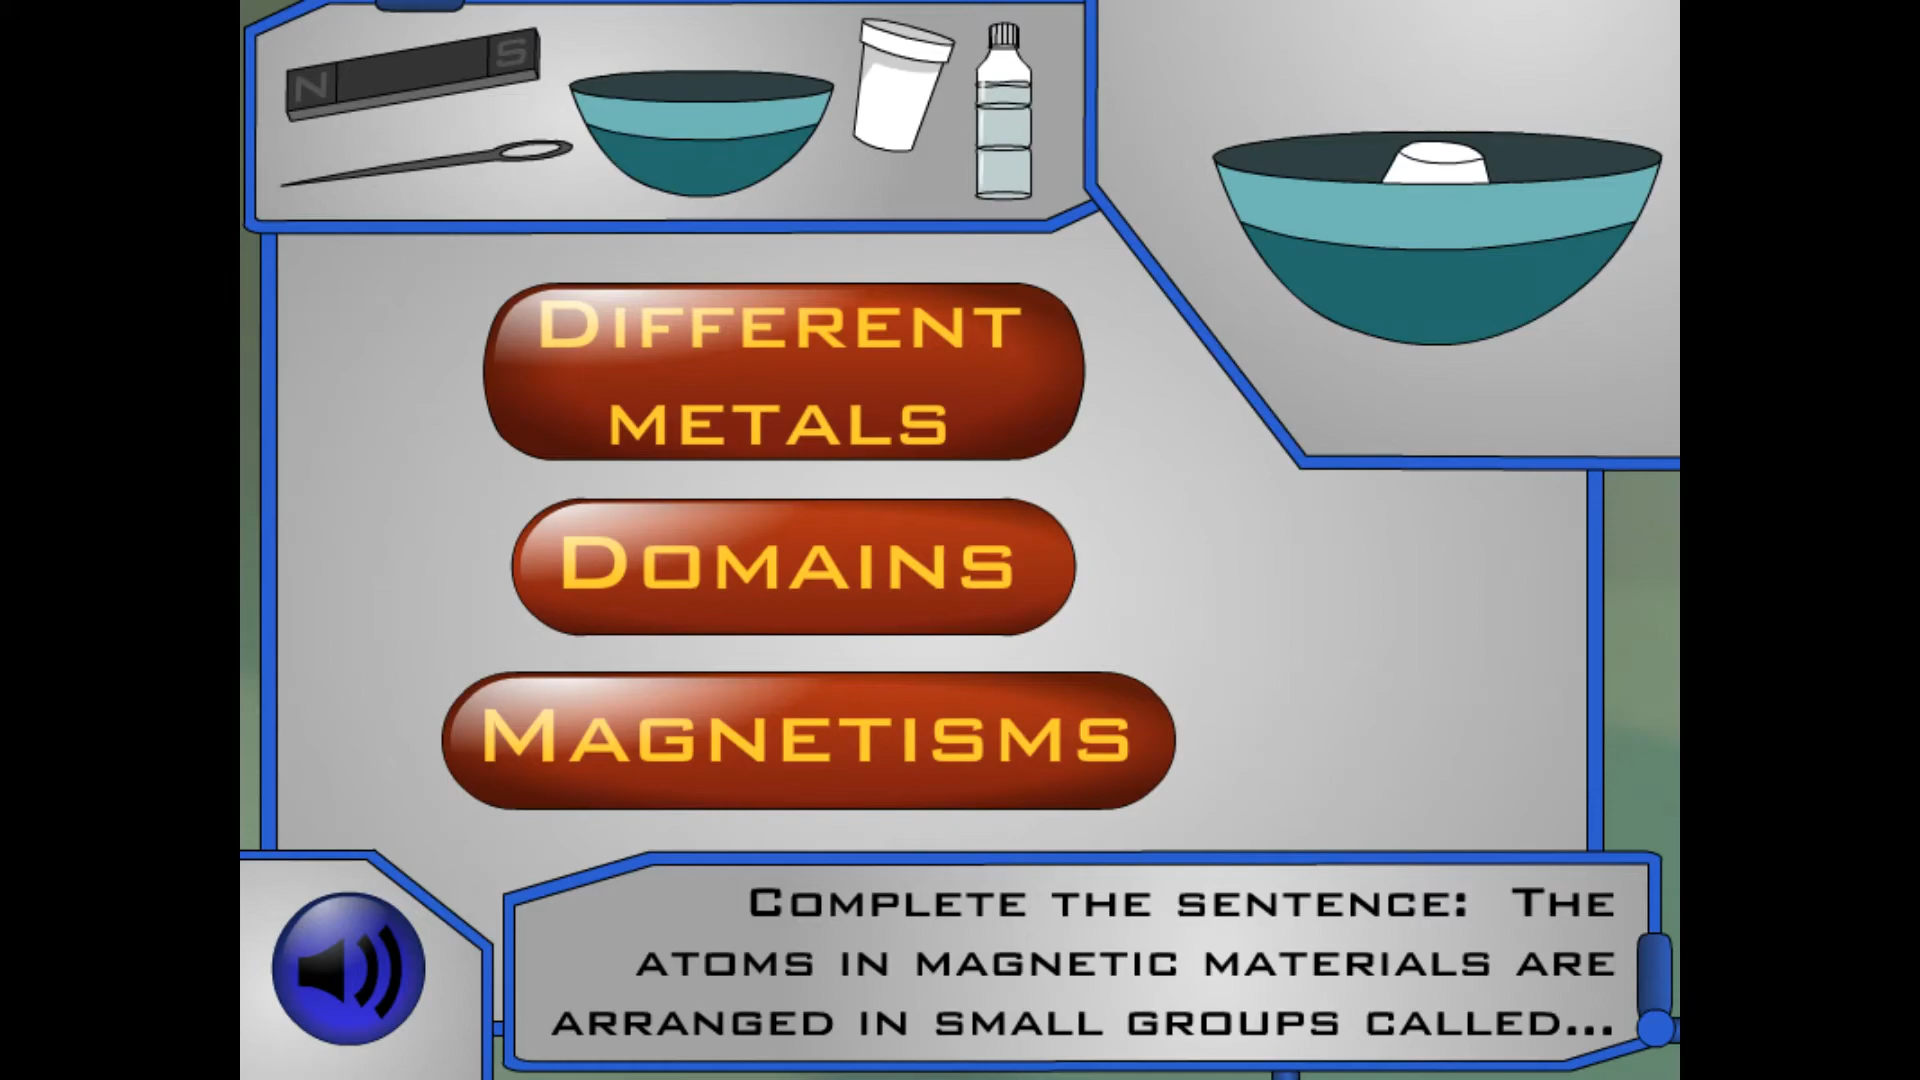 N S
Different
metals
Domains
Magnetisms
Complete the sentence: The
atoms in magnetic materials are
arranged in small groups called...